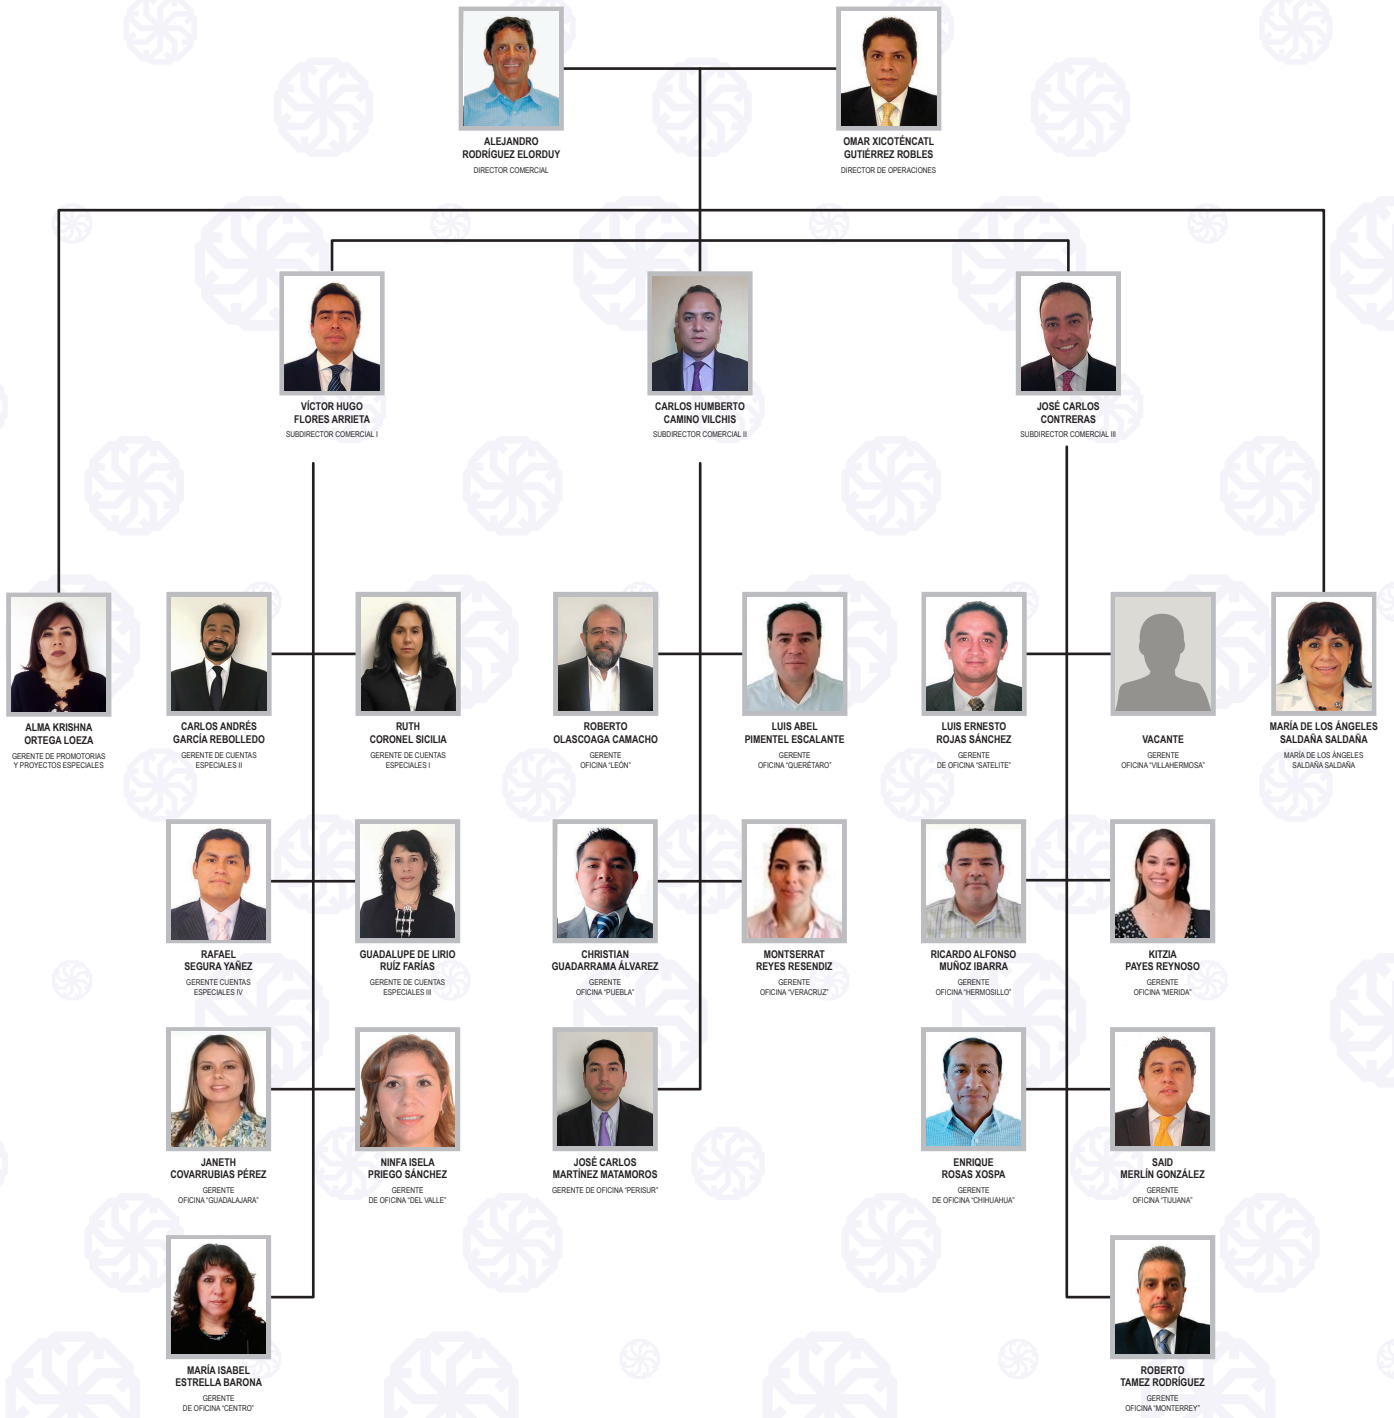 ALEJANDRO
RODRÍGUEZ ELORDUY
DIRECTOR COMERCIAL
OMAR XICOTÉNCATL
GUTIÉRREZ ROBLES
DIRECTOR DE OPERACIONES
VÍCTOR HUGO
FLORES ARRIETA
SUBDIRECTOR COMERCIAL I
CARLOS HUMBERTO
CAMINO VILCHIS
SUBDIRECTOR COMERCIAL II
JOSÉ CARLOS
CONTRERAS
SUBDIRECTOR COMERCIAL III
ALMA KRISHNA
ORTEGA LOEZA
GERENTE DE PROMOTORIAS
Y PROYECTOS ESPECIALES
CARLOS ANDRÉS
GARCÍA REBOLLEDO
GERENTE DE CUENTAS
ESPECIALES II
RUTH
CORONEL SICILIA
GERENTE DE CUENTAS
ESPECIALES I
ROBERTO
OLASCOAGA CAMACHO
GERENTE
OFICINA "LEÓN"
LUIS ABEL
PIMENTEL ESCALANTE
GERENTE
OFICINA "QUERÉTARO"
LUIS ERNESTO
ROJAS SÁNCHEZ
GERENTE
DE OFICINA "SATELITE"
VACANTE
GERENTE
OFICINA "VILLAHERMOSA"
MARÍA DE LOS ÁNGELES
SALDAÑA SALDAÑA
MARÍA DE LOS ÁNGELES
SALDAÑA SALDAÑA
RAFAEL
SEGURA YAÑEZ
GERENTE CUENTAS
ESPECIALES IV
GUADALUPE DE LIRIO
RUÍZ FARÍAS
GERENTE DE CUENTAS
ESPECIALES III
CHRISTIAN
GUADARRAMA ÁLVAREZ
GERENTE
OFICINA "PUEBLA"
MONTSERRAT
REYES RESENDIZ
GERENTE
OFICINA "VERACRUZ"
RICARDO ALFONSO
MUÑOZ IBARRA
GERENTE
OFICINA "HERMOSILLO"
KITZIA
PAYES REYNOSO
GERENTE
OFICINA "MERIDA"
JANETH
COVARRUBIAS PÉREZ
GERENTE
OFICINA "GUADALAJARA"
NINFA ISELA
PRIEGO SÁNCHEZ
GERENTE
DE OFICINA "DEL VALLE"
JOSÉ CARLOS
MARTÍNEZ MATAMOROS
GERENTE DE OFICINA "PERISUR"
ENRIQUE
ROSAS XOSPA
GERENTE
DE OFICINA "CHIHUAHUA"
SAID
MERLÍN GONZÁLEZ
GERENTE
OFICINA "TIJUANA"
MARÍA ISABEL
ESTRELLA BARONA
GERENTE
DE OFICINA "CENTRO"
ROBERTO
TAMEZ RODRÍGUEZ
GERENTE
OFICINA "MONTERREY"